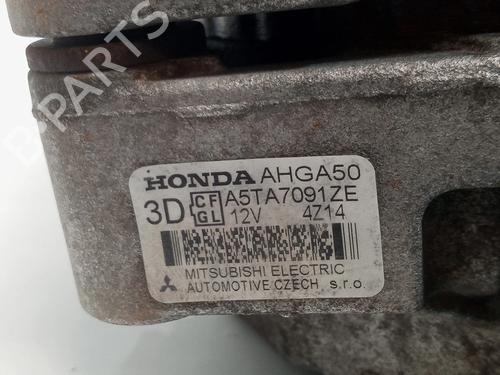 HONDA AHGA50
3D CF GL A5TA7091ZE
12V 4Z14
MITSUBISHI ELECTRIC
AUTOMOTIVE CZECH s.r.o.
B-PARTS